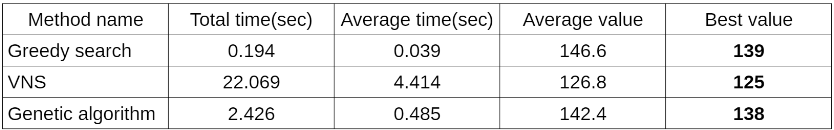 Method name Total time(sec) Average time(sec) Average value Best value
Greedy search 0.194 0.039 146.6 139
VNS 22.069 4.414 126.8 125
Genetic algorithm 2.426 0.485 142.4 138